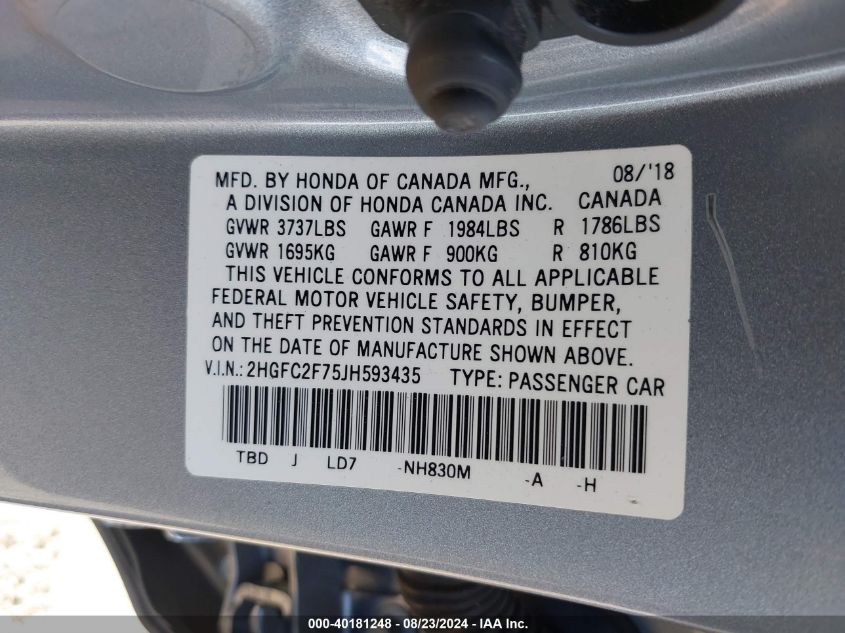 MFD. BY HONDA OF CANADA MFG., 08/'18
A DIVISION OF HONDA CANADA INC. CANADA
GVWR 3737LBS GAWR F 1984LBS R 1786LBS
GVWR 1695KG GAWR F 900KG R 810KG
THIS VEHICLE CONFORMS TO ALL APPLICABLE
FEDERAL MOTOR VEHICLE SAFETY, BUMPER,
AND THEFT PREVENTION STANDARDS IN EFFECT
ON THE DATE OF MANUFACTURE SHOWN ABOVE.
V.I.N.: 2HGFC2F75JH593435 TYPE: PASSENGER CAR
TBD J LD7 -NH830M -A -H
000-40181248 - 08/23/2024 - IAAI.com